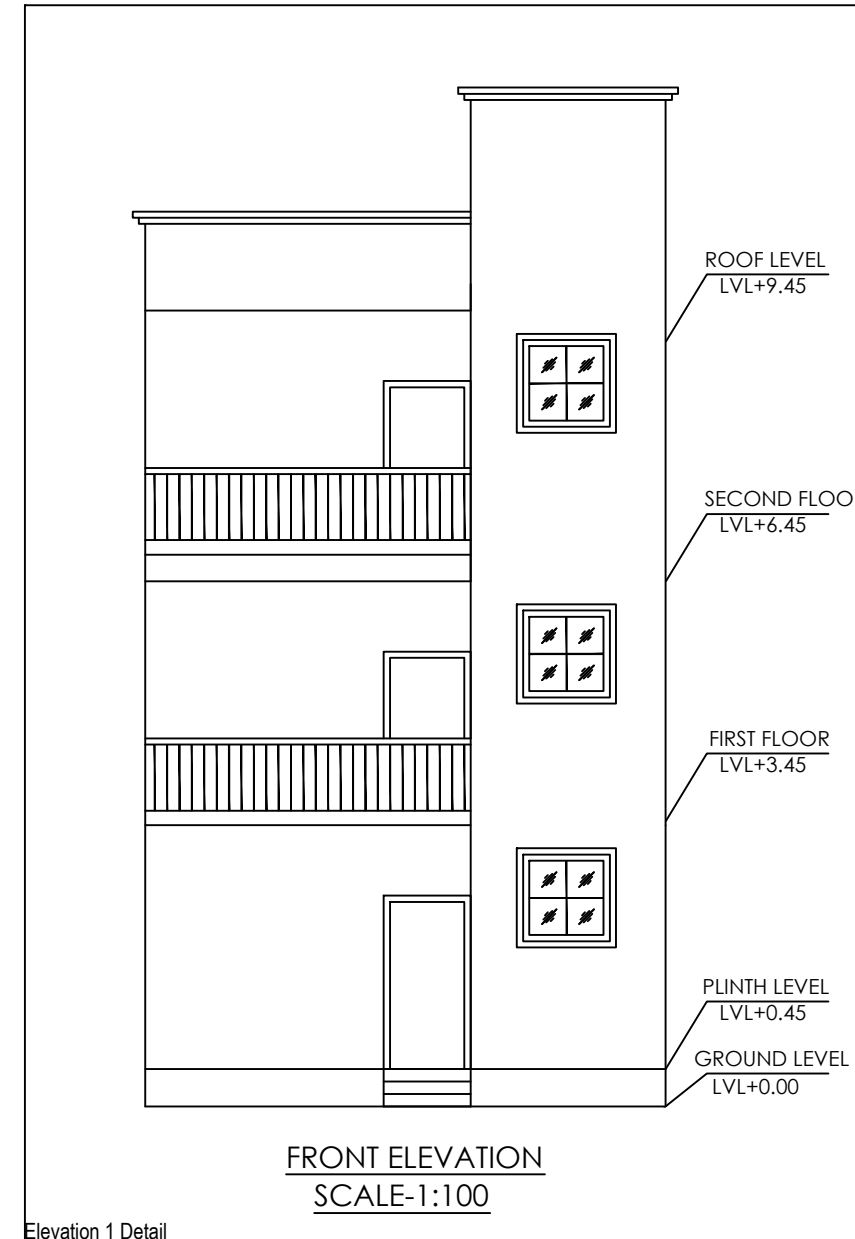 ROOF LEVEL
LVL+9.45
SECOND FLOO
LVL+6.45
FIRST FLOOR
LVL+3.45
PLINTH LEVEL
LVL+0.45
GROUND LEVEL
LVL+0.00
FRONT ELEVATION
SCALE-1:100
Elevation 1 Detail